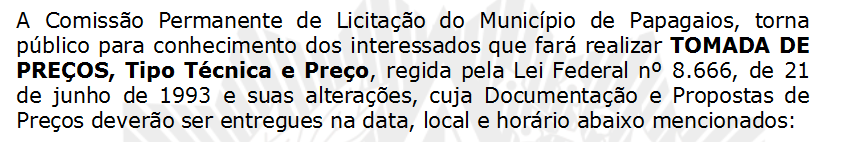 A Comissão Permanente de Licitação do Município de Papagaios, torna
público para conhecimento dos interessados que fará realizar TOMADA DE
PREÇOS, Tipo Técnica e Preço, regida pela Lei Federal nº 8.666, de 21
de junho de 1993 e suas alterações, cuja Documentação e Propostas de
Preços deverão ser entregues na data, local e horário abaixo mencionados: